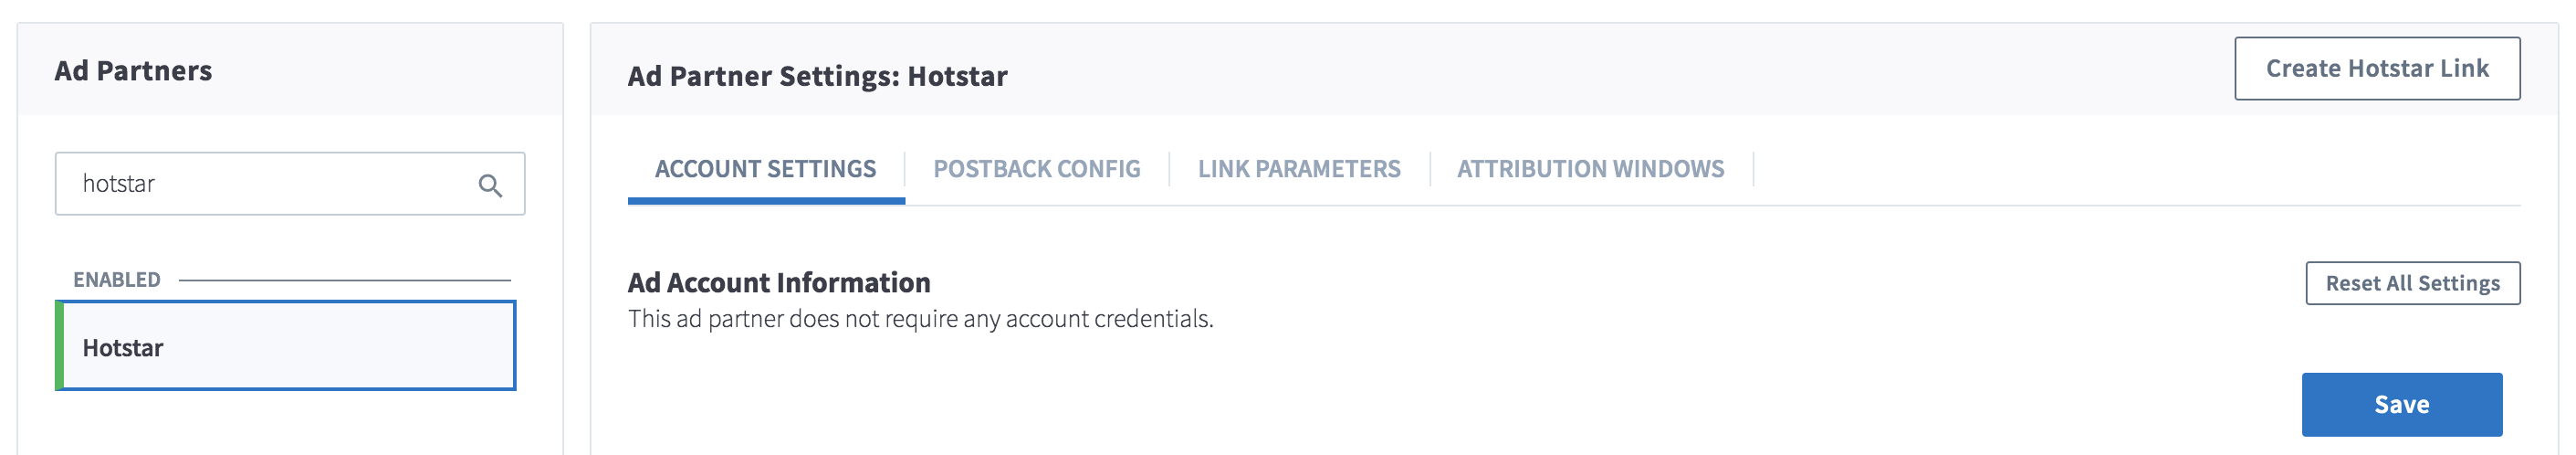 Ad Partners
hotstar
ENABLED
Hotstar
Ad Partner Settings: Hotstar
Create Hotstar Link
ACCOUNT SETTINGS
POSTBACK CONFIG
LINK PARAMETERS
ATTRIBUTION WINDOWS
Ad Account Information
Reset All Settings
This ad partner does not require any account credentials.
Save